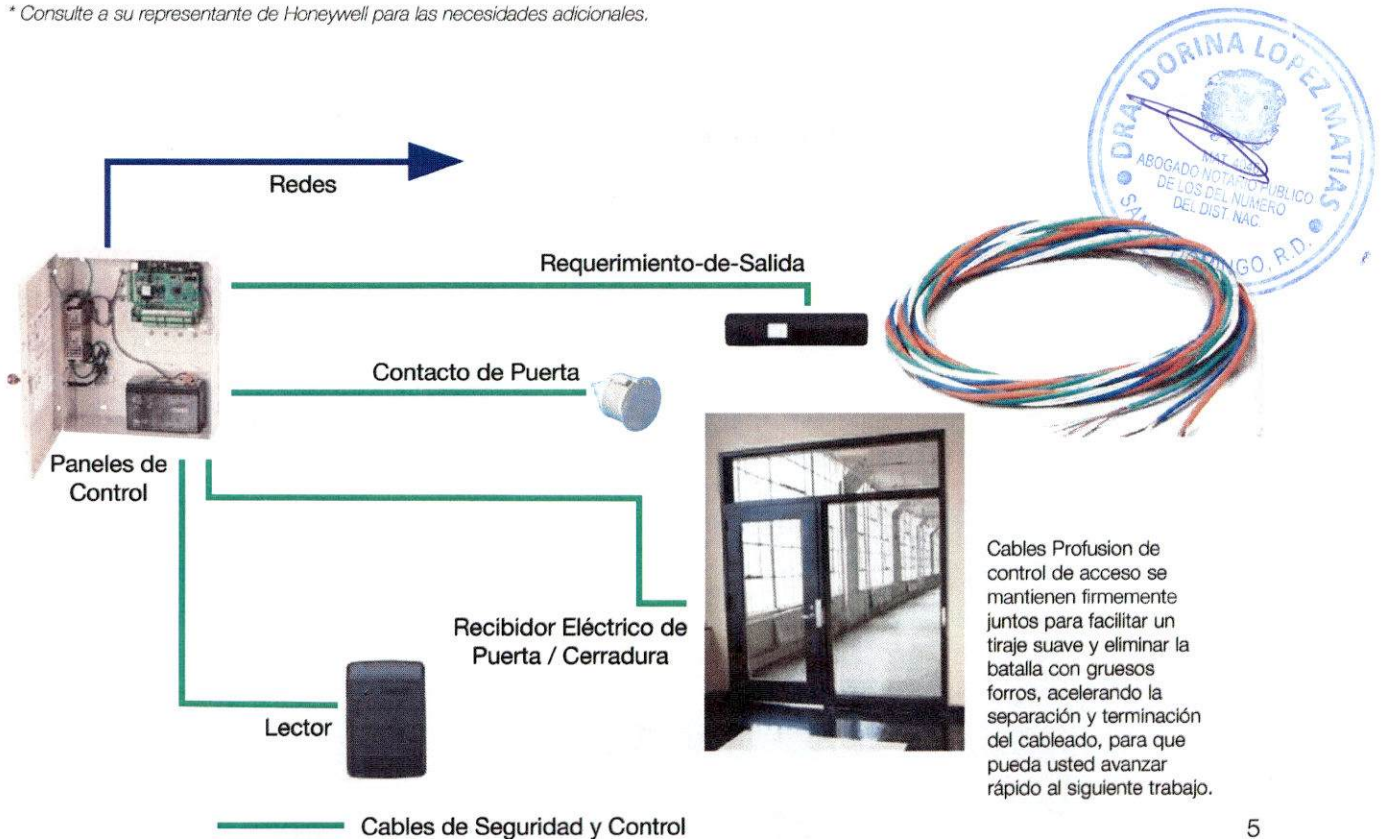 * Consulte a su representante de Honeywell para las necesidades adicionales.
DRA. DORINA LOPEZ MATIAS
ABOGADO NOTARIO PUBLICO
DE LOS DEL NUMERO
DEL DIST. NAC.
R.D.
Redes
Requerimiento-de-Salida
Contacto de Puerta
Paneles de
Control
Recibidor Eléctrico de
Puerta / Cerradura
Lector
Cables Profusion de
control de acceso se
mantienen firmemente
juntos para facilitar un
tiraje suave y eliminar la
batalla con gruesos
forros, acelerando la
separación y terminación
del cableado, para que
pueda usted avanzar
rápido al siguiente trabajo.
Cables de Seguridad y Control
5